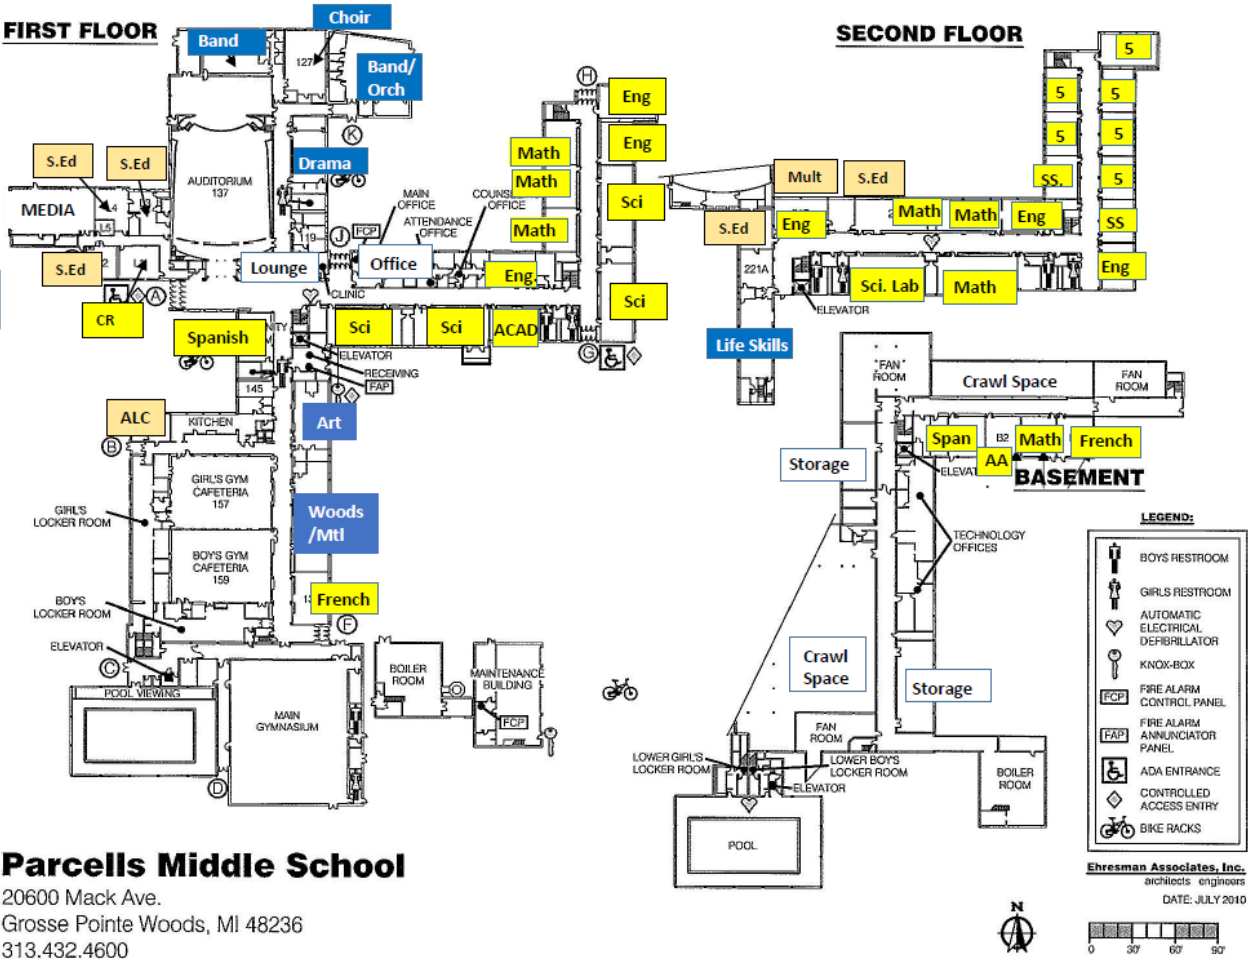 FIRST FLOOR
Band
Choir
127
Band/
Orch
K
H
Eng
Eng
S.Ed
S.Ed
L4
L5
MEDIA
AUDITORIUM
137
Drama
Math
Math
Math
Sci
MAIN
OFFICE
ATTENDANCE
OFFICE
FCP
J
119
S.Ed
A
Lounge
Office
CLINIC
Eng.
Sci
CR
Spanish
Sci
Sci
ACAD
G
ELEVATOR
RECEIVING
FAP
145
ALC
KITCHEN
Art
B
GIRL'S GYM
CAFETERIA
157
GIRL'S
LOCKER ROOM
Woods
/Mtl
BOY'S GYM
CAFETERIA
159
BOY'S
LOCKER ROOM
French
F
ELEVATOR
C
POOL VIEWING
MAIN
GYMNASIUM
D
BOILER
ROOM
MAINTENANCE
BUILDING
FCP
SECOND FLOOR
5
5
5
5
5
SS.
5
Mult
S.Ed
S.Ed
Eng
Math
Math
Eng
SS
221A
Sci. Lab
Math
Eng
ELEVATOR
Life Skills
FAN
ROOM
Crawl Space
FAN
ROOM
Span
B2
Math
French
AA
BASEMENT
Storage
TECHNOLOGY
OFFICES
Crawl
Space
Storage
FAN
ROOM
LOWER GIRL'S
LOCKER ROOM
LOWER BOY'S
LOCKER ROOM
ELEVATOR
BOILER
ROOM
POOL
LEGEND:
BOYS RESTROOM
GIRLS RESTROOM
AUTOMATIC
ELECTRICAL
DEFIBRILLATOR
KNOX-BOX
FCP
FIRE ALARM
CONTROL PANEL
FAP
FIRE ALARM
ANNUNCIATOR
PANEL
ADA ENTRANCE
CONTROLLED
ACCESS ENTRY
BIKE RACKS
Ehresman Associates, Inc.
architects engineers
DATE: JULY 2010
N
0 30' 60' 90'
Parcells Middle School
20600 Mack Ave.
Grosse Pointe Woods, MI 48236
313.432.4600